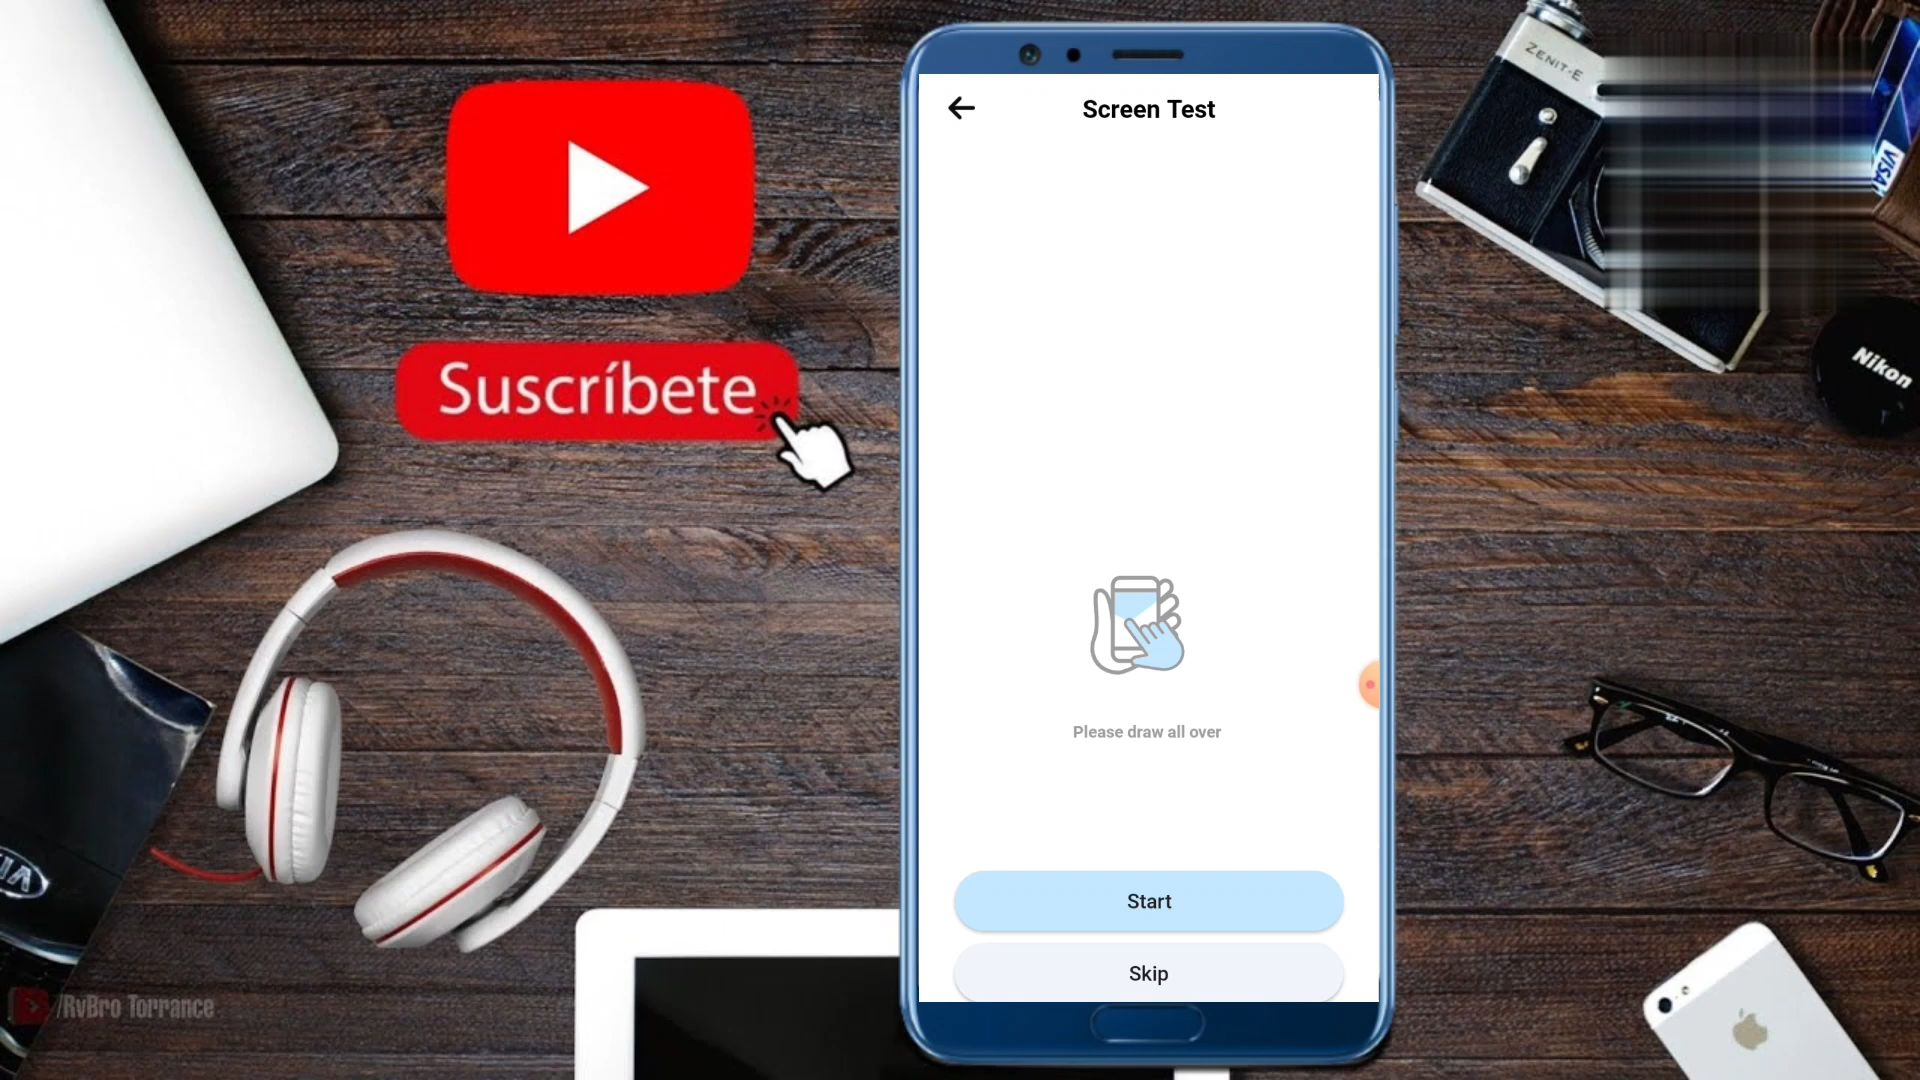 ZENIT-E
VISA
Screen Test
Nikon
Suscríbete
Please draw all over
Start
Skip
/RvBro Torrance